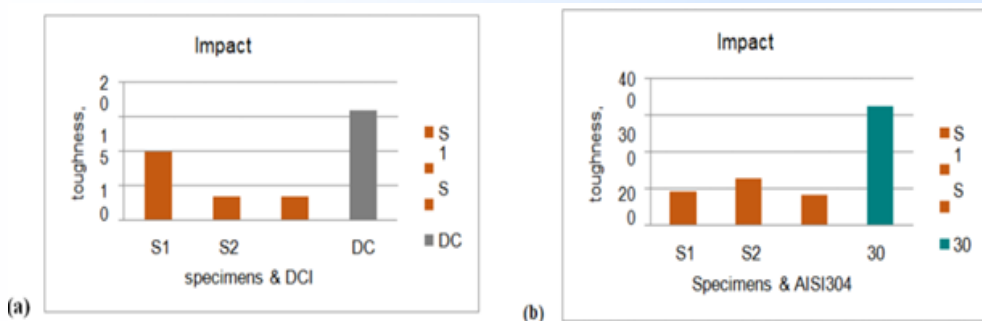 Impact
toughness,
2
0
1
5
1
0
S1 S2 DC
specimens & DCI
S
1
S
DC
(a)
Impact
toughness,
40
0
30
0
20
0
S1 S2 30
Specimens & AISI304
S
1
S
30
(b)